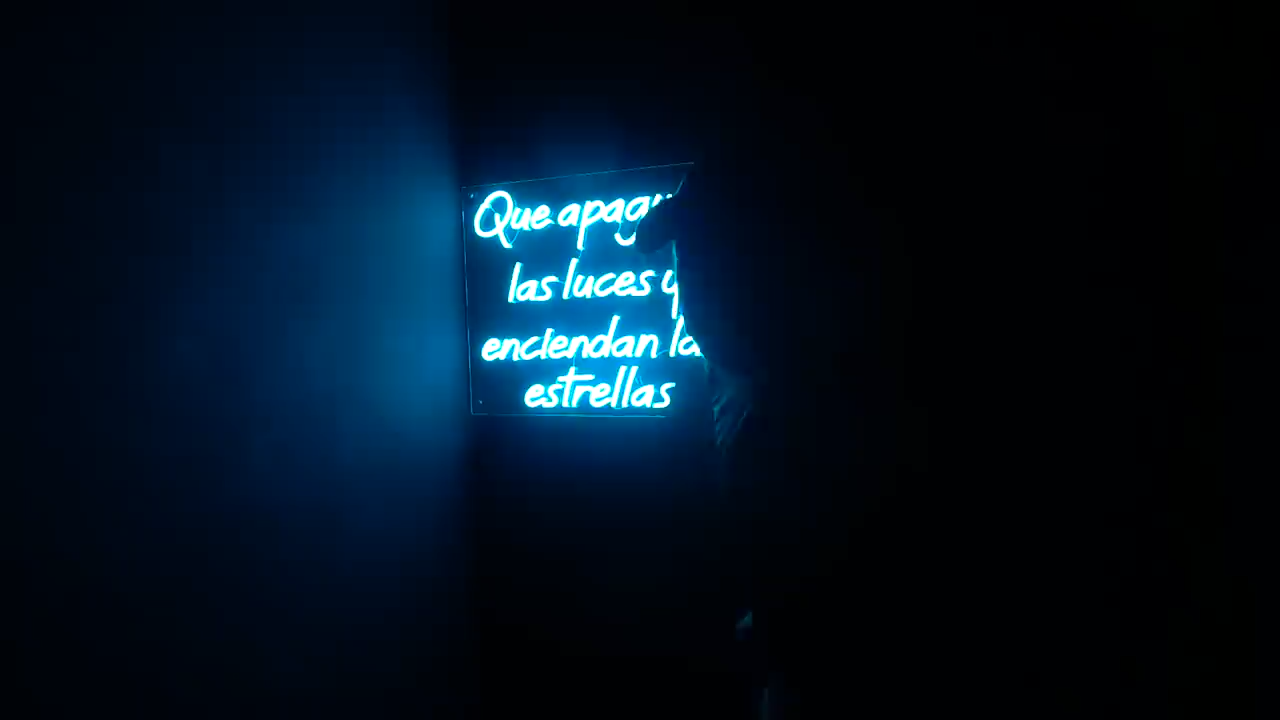 Que
las luces y
enciendan
estrellas